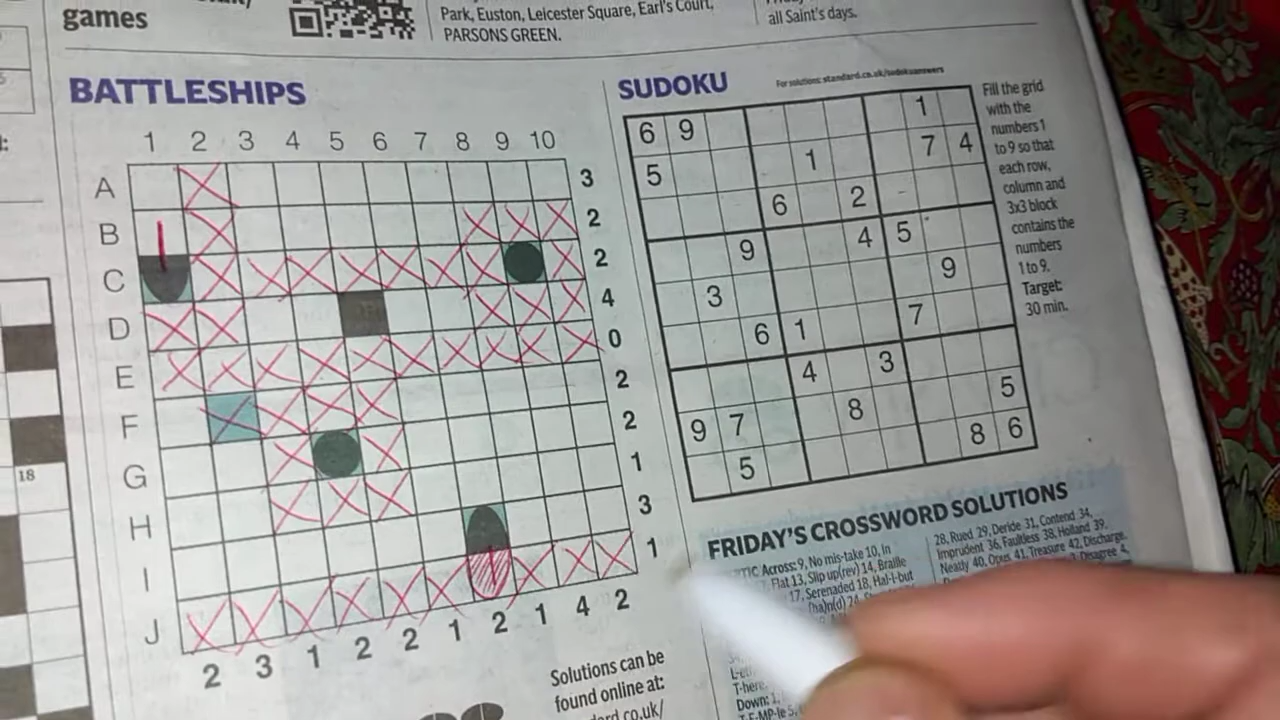 games
Park, Euston, Leicester Square, Earl's Court,
PARSONS GREEN.
all Saint's days.
BATTLESHIPS
1 2 3 4 5 6 7 8 9 10
A 3
B 2
C 2
D 4
E 0
F 2
G 2
H 1
I 3
J 1
2 3 1 2 2 1 2 1 4 2
18
Solutions can be
found online at:
SUDOKU
For solutions: standard.co.uk/sudokuanswers
6 9 1
5 1 7 4
6 2
9 4 5
3 9
6 1 7
4 3
9 7 8 5
5 8 6
Fill the grid
with the
numbers 1
to 9 so that
each row,
column and
3x3 block
contains the
numbers
1 to 9.
Target:
30 min.
FRIDAY'S CROSSWORD SOLUTIONS
Across: 9, No mis-take 10, In
Flat 13, Slip up(rev) 14, Braille
17, Serenaded 18, Hal-i-but
28, Rued 29, Deride 31, Contend 34,
Imprudent 36, Faultless 38, Holland 39,
Neatly 40, Opus 41, Treasure 42, Discharge.